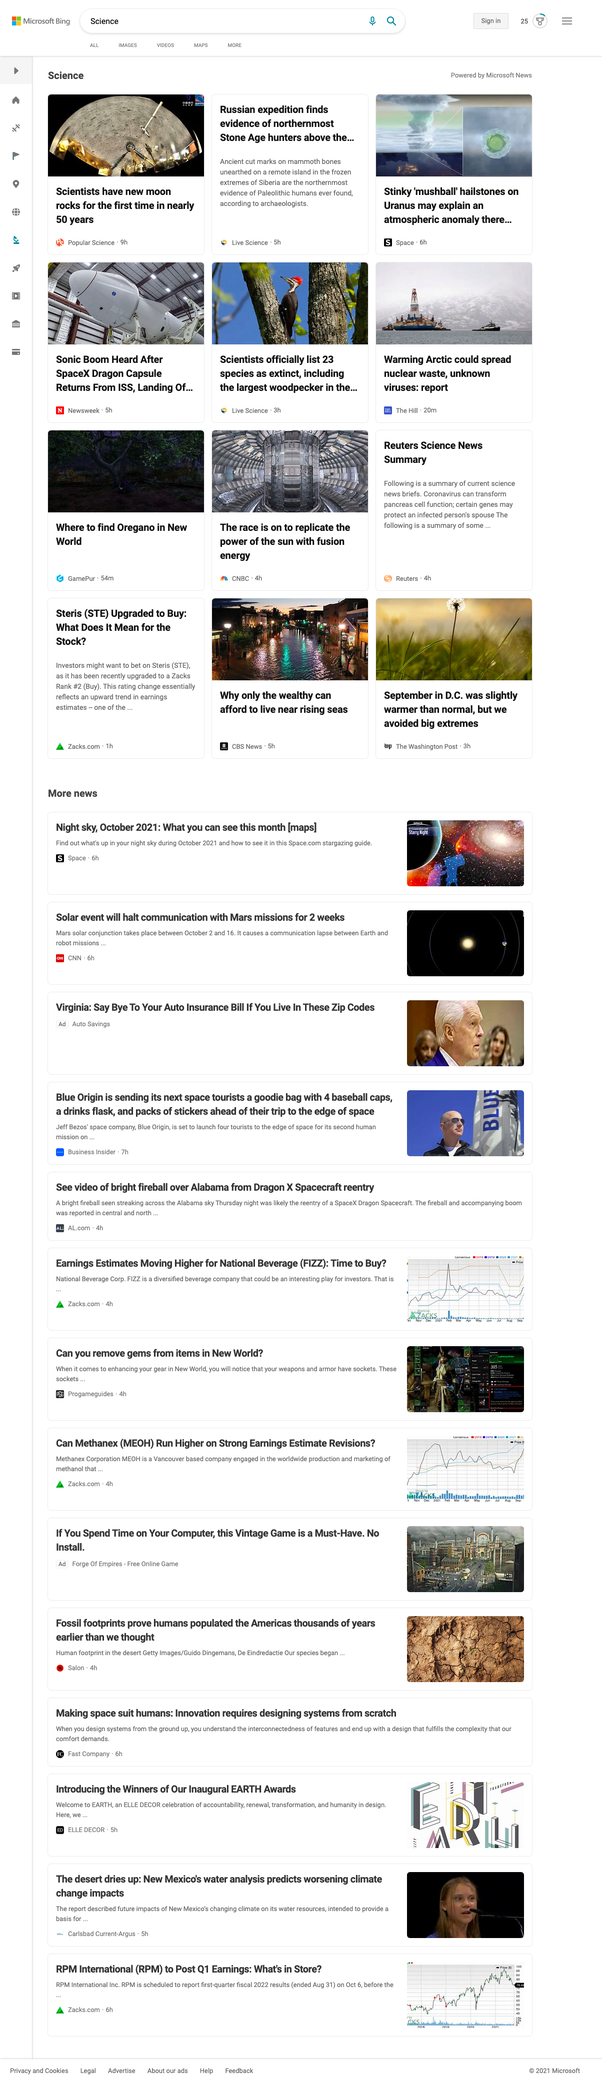 Microsoft Bing
Science
Sign in
25
ALL
IMAGES
VIDEOS
MAPS
MORE
Science
Powered by Microsoft News
Scientists have new moon
rocks for the first time in nearly
50 years
Popular Science · 9h
Russian expedition finds
evidence of northernmost
Stone Age hunters above the...
Ancient cut marks on mammoth bones
unearthed on a remote island in the frozen
extremes of Siberia are the northernmost
evidence of Paleolithic humans ever found,
according to archaeologists.
Live Science · 5h
Stinky 'mushball' hailstones on
Uranus may explain an
atmospheric anomaly there...
Space · 6h
Sonic Boom Heard After
SpaceX Dragon Capsule
Returns From ISS, Landing Of...
Newsweek · 5h
Scientists officially list 23
species as extinct, including
the largest woodpecker in the...
Live Science · 3h
Warming Arctic could spread
nuclear waste, unknown
viruses: report
The Hill · 20m
Where to find Oregano in New
World
GamePur · 54m
The race is on to replicate the
power of the sun with fusion
energy
CNBC · 4h
Reuters Science News
Summary
Following is a summary of current science
news briefs. Coronavirus can transform
pancreas cell function; certain genes may
protect an infected person's spouse The
following is a summary of some ...
Reuters · 4h
Steris (STE) Upgraded to Buy:
What Does It Mean for the
Stock?
Investors might want to bet on Steris (STE),
as it has been recently upgraded to a Zacks
Rank #2 (Buy). This rating change essentially
reflects an upward trend in earnings
estimates -- one of the ...
Zacks.com · 1h
Why only the wealthy can
afford to live near rising seas
CBS News · 5h
September in D.C. was slightly
warmer than normal, but we
avoided big extremes
The Washington Post · 3h
More news
Night sky, October 2021: What you can see this month [maps]
Find out what's up in your night sky during October 2021 and how to see it in this Space.com stargazing guide.
Space · 6h
Solar event will halt communication with Mars missions for 2 weeks
Mars solar conjunction takes place between October 2 and 16. It causes a communication lapse between Earth and
robot missions ...
CNN · 6h
Virginia: Say Bye To Your Auto Insurance Bill If You Live In These Zip Codes
Ad Auto Savings
Blue Origin is sending its next space tourists a goodie bag with 4 baseball caps,
a drinks flask, and packs of stickers ahead of their trip to the edge of space
Jeff Bezos' space company, Blue Origin, is set to launch four tourists to the edge of space for its second human
mission on ...
Business Insider · 7h
BLUE
See video of bright fireball over Alabama from Dragon X Spacecraft reentry
A bright fireball seen streaking across the Alabama sky Thursday night was likely the reentry of a SpaceX Dragon Spacecraft. The fireball and accompanying boom
was reported in central and north ...
AL.com · 4h
Earnings Estimates Moving Higher for National Beverage (FIZZ): Time to Buy?
National Beverage Corp. FIZZ is a diversified beverage company that could be an interesting play for investors. That is
...
Zacks.com · 4h
ZACKS
Can you remove gems from items in New World?
When it comes to enhancing your gear in New World, you will notice that your weapons and armor have sockets. These
sockets ...
Progameguides · 4h
Can Methanex (MEOH) Run Higher on Strong Earnings Estimate Revisions?
Methanex Corporation MEOH is a Vancouver based company engaged in the worldwide production and marketing of
methanol that ...
Zacks.com · 4h
If You Spend Time on Your Computer, this Vintage Game is a Must-Have. No
Install.
Ad Forge Of Empires - Free Online Game
Fossil footprints prove humans populated the Americas thousands of years
earlier than we thought
Human footprint in the desert Getty Images/Guido Dingemans, De Eindredactie Our species began ...
Salon · 4h
Making space suit humans: Innovation requires designing systems from scratch
When you design systems from the ground up, you understand the interconnectedness of features and end up with a design that fulfills the complexity that our
comfort demands.
Fast Company · 6h
Introducing the Winners of Our Inaugural EARTH Awards
Welcome to EARTH, an ELLE DECOR celebration of accountability, renewal, transformation, and humanity in design.
Here, we ...
ELLE DECOR · 5h
The desert dries up: New Mexico's water analysis predicts worsening climate
change impacts
The report described future impacts of New Mexico's changing climate on its water resources, intended to provide a
basis for ...
Carlsbad Current-Argus · 5h
RPM International (RPM) to Post Q1 Earnings: What's in Store?
RPM International Inc. RPM is scheduled to report first-quarter fiscal 2022 results (ended Aug 31) on Oct 6, before the
...
Zacks.com · 6h
Privacy and Cookies
Legal
Advertise
About our ads
Help
Feedback
© 2021 Microsoft